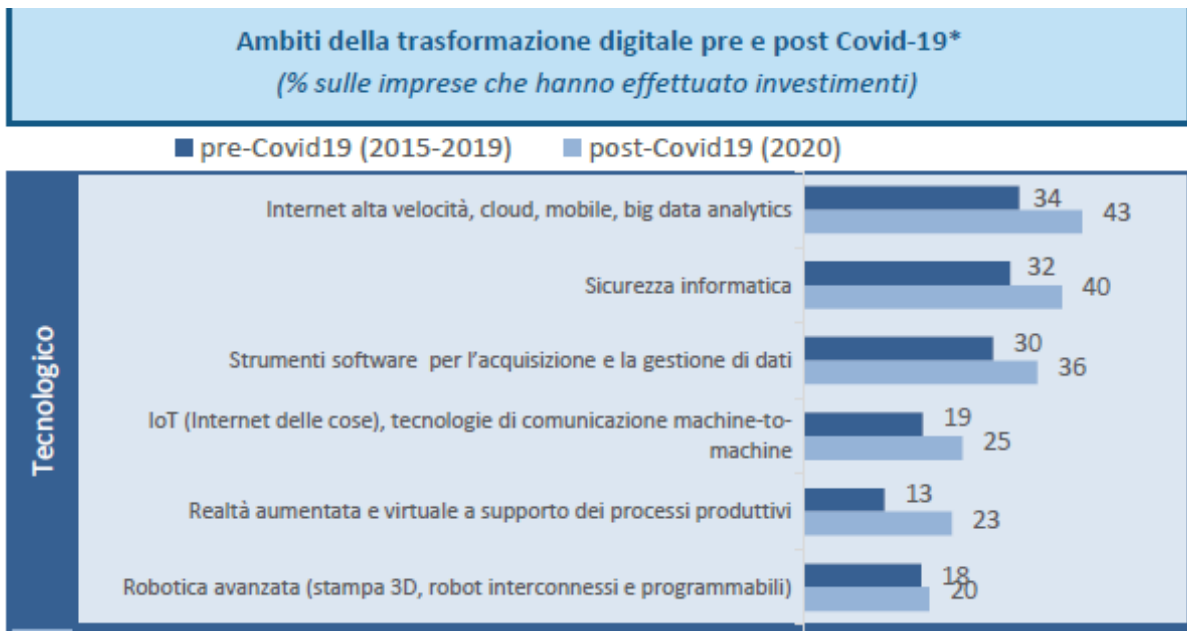 Ambiti della trasformazione digitale pre e post Covid-19*
(% sulle imprese che hanno effettuato investimenti)
pre-Covid19 (2015-2019) post-Covid19 (2020)
Tecnologico
Internet alta velocità, cloud, mobile, big data analytics 34
43
Sicurezza informatica 32
40
Strumenti software per l'acquisizione e la gestione di dati 30
36
IoT (Internet delle cose), tecnologie di comunicazione machine-to-
machine 19
25
Realtà aumentata e virtuale a supporto dei processi produttivi 13
23
Robotica avanzata (stampa 3D, robot interconnessi e programmabili) 18
20